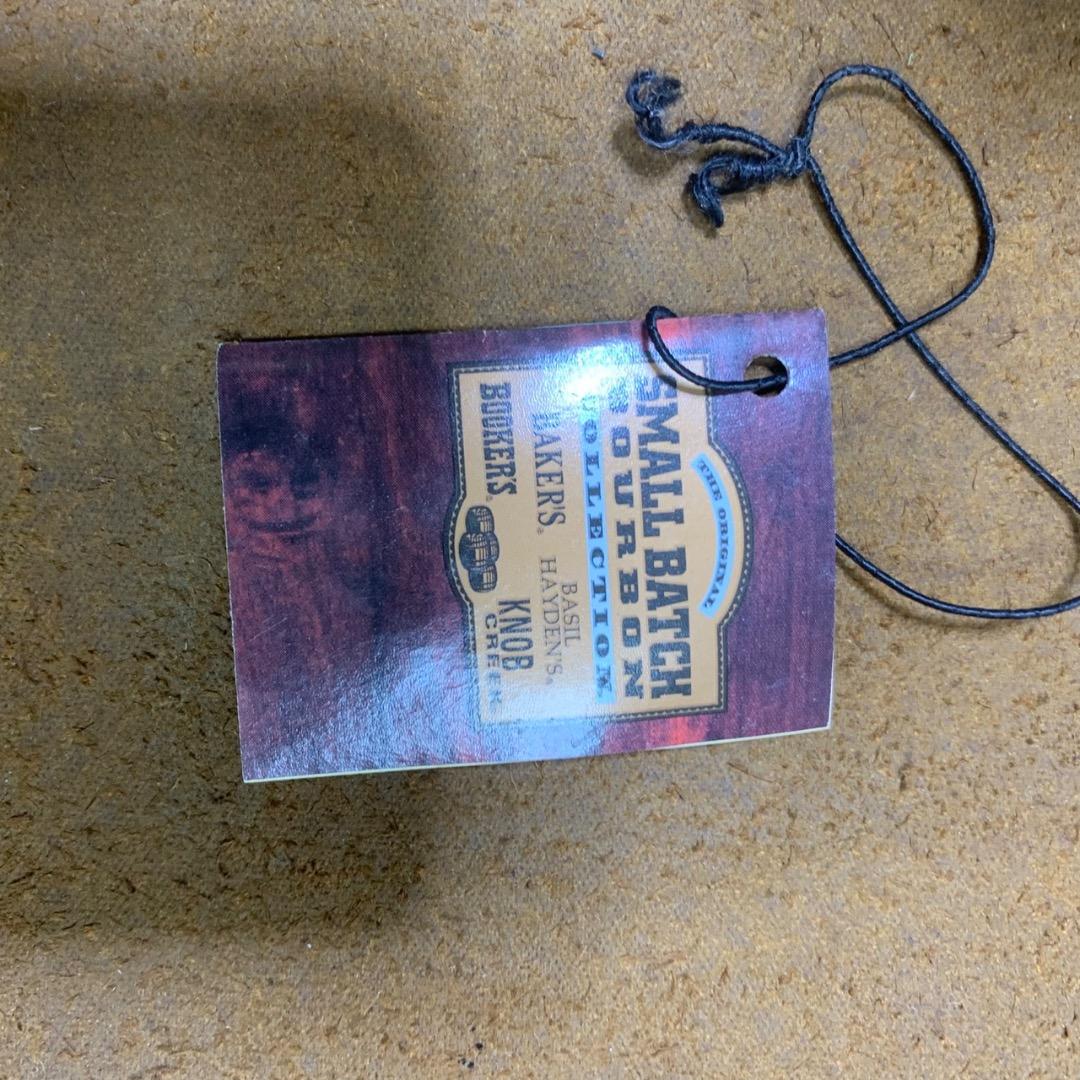 THE ORIGINAL
SMALL BATCH
BOURBON
COLLECTION
BAKER'S® BASIL
HAYDEN'S®
BOOKER'S® KNOB
CREEK